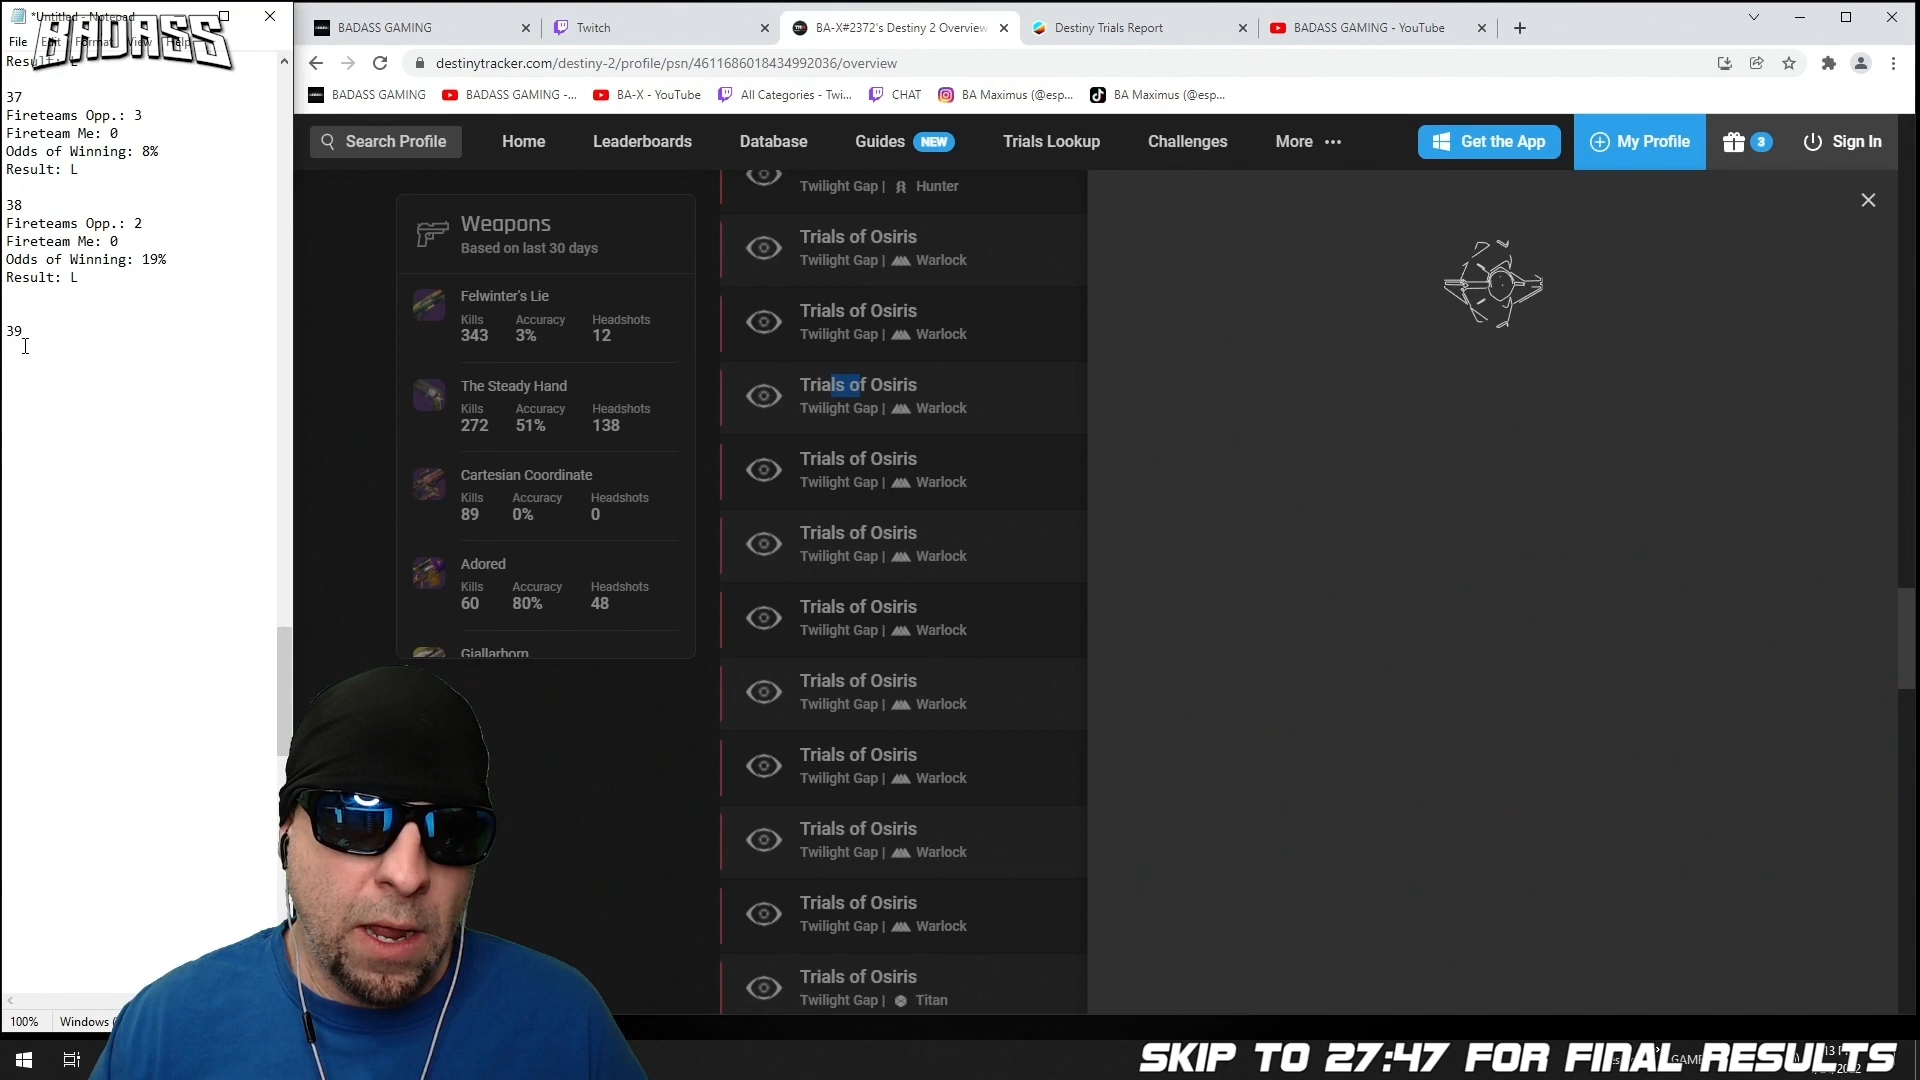 *Untitled - Notepad
BADASS
File Edit Format View Help
Result: L
37
Fireteams Opp.: 3
Fireteam Me: 0
Odds of Winning: 8%
Result: L
38
Fireteams Opp.: 2
Fireteam Me: 0
Odds of Winning: 19%
Result: L
39
100%
Windows
BADASS GAMING
Twitch
BA-X#2372's Destiny 2 Overview
Destiny Trials Report
BADASS GAMING - YouTube
destinytracker.com/destiny-2/profile/psn/4611686018434992036/overview
BADASS GAMING
BADASS GAMING -...
BA-X - YouTube
All Categories - Twi...
CHAT
BA Maximus (@esp...
BA Maximus (@esp...
Search Profile
Home
Leaderboards
Database
Guides NEW
Trials Lookup
Challenges
More
Get the App
My Profile
3
Sign In
Weapons
Based on last 30 days
Felwinter's Lie
Kills Accuracy Headshots
343 3% 12
The Steady Hand
Kills Accuracy Headshots
272 51% 138
Cartesian Coordinate
Kills Accuracy Headshots
89 0% 0
Adored
Kills Accuracy Headshots
60 80% 48
Gjallarhorn
Twilight Gap | Hunter
Trials of Osiris
Twilight Gap | Warlock
Trials of Osiris
Twilight Gap | Warlock
Trials of Osiris
Twilight Gap | Warlock
Trials of Osiris
Twilight Gap | Warlock
Trials of Osiris
Twilight Gap | Warlock
Trials of Osiris
Twilight Gap | Warlock
Trials of Osiris
Twilight Gap | Warlock
Trials of Osiris
Twilight Gap | Warlock
Trials of Osiris
Twilight Gap | Warlock
Trials of Osiris
Twilight Gap | Warlock
Trials of Osiris
Twilight Gap | Titan
SKIP TO 27:47 FOR FINAL RESULTS